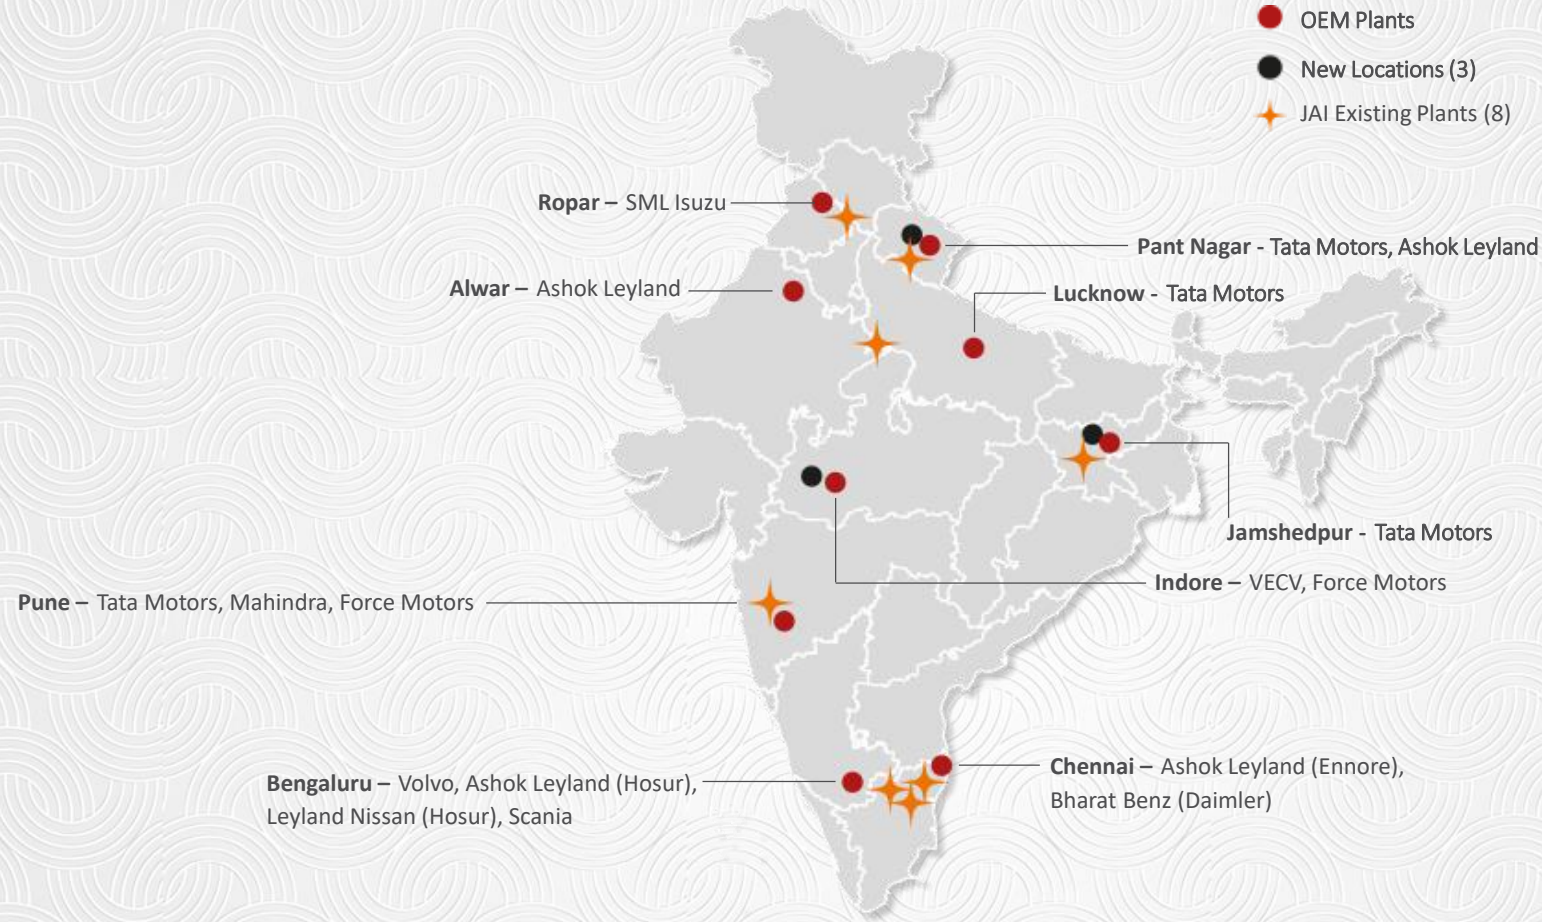 OEM Plants
New Locations (3)
JAI Existing Plants (8)
Ropar – SML Isuzu
Pant Nagar - Tata Motors, Ashok Leyland
Alwar – Ashok Leyland
Lucknow - Tata Motors
Jamshedpur - Tata Motors
Indore – VECV, Force Motors
Pune – Tata Motors, Mahindra, Force Motors
Bengaluru – Volvo, Ashok Leyland (Hosur),
Leyland Nissan (Hosur), Scania
Chennai – Ashok Leyland (Ennore),
Bharat Benz (Daimler)